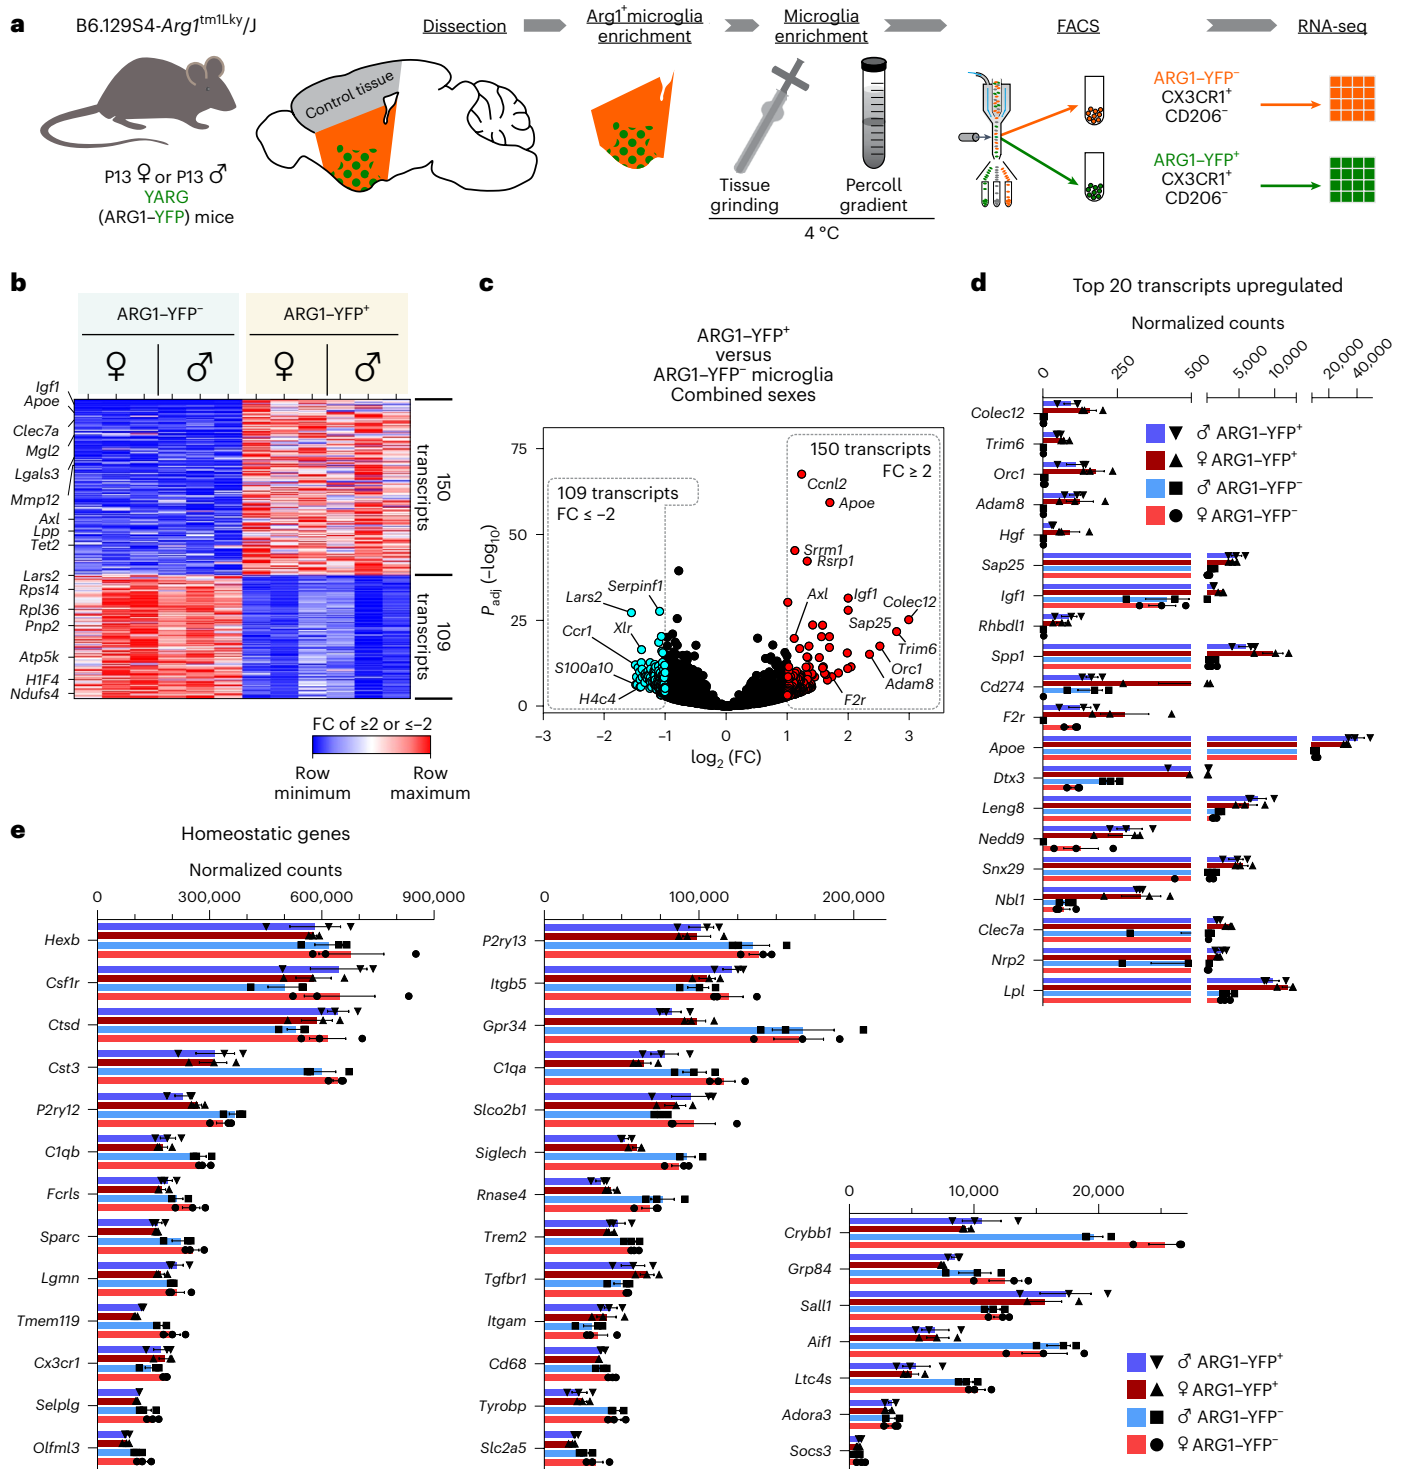 a
B6.129S4-Arg1tm1Lky/J
Dissection
Arg1+microglia
enrichment
Microglia
enrichment
FACS
RNA-seq
Control tissue
P13 ♀ or P13 ♂
YARG
(ARG1–YFP) mice
Tissue
grinding
Percoll
gradient
4 °C
ARG1–YFP−
CX3CR1+
CD206−
ARG1–YFP+
CX3CR1+
CD206−
b
ARG1–YFP−
ARG1–YFP+
♀ ♂ ♀ ♂
Igf1
Apoe
Clec7a
Mgl2
Lgals3
Mmp12
Axl
Lpp
Tet2
Lars2
Rps14
Rpl36
Pnp2
Atp5k
H1F4
Ndufs4
150
transcripts
109
transcripts
FC of ≥2 or ≤−2
Row
minimum
Row
maximum
c
ARG1–YFP+
versus
ARG1–YFP− microglia
Combined sexes
150 transcripts
FC ≥ 2
109 transcripts
FC ≤ −2
Ccnl2
Apoe
Srrm1
Rsrp1
Axl
Igf1
Colec12
Sap25
Trim6
Orc1
Adam8
F2r
Serpinf1
Lars2
Xlr
Ccr1
S100a10
H4c4
75
50
25
0
Padj (−log10)
−3 −2 −1 0 1 2 3
log2 (FC)
d
Top 20 transcripts upregulated
Normalized counts
0 250 500 5,000 10,000 20,000 40,000
Colec12
Trim6
Orc1
Adam8
Hgf
Sap25
Igf1
Rhbdl1
Spp1
Cd274
F2r
Apoe
Dtx3
Leng8
Nedd9
Snx29
Nbl1
Clec7a
Nrp2
Lpl
♂ ARG1–YFP+
♀ ARG1–YFP+
♂ ARG1–YFP−
♀ ARG1–YFP−
e
Homeostatic genes
Normalized counts
0 300,000 600,000 900,000
Hexb
Csf1r
Ctsd
Cst3
P2ry12
C1qb
Fcrls
Sparc
Lgmn
Tmem119
Cx3cr1
Selplg
Olfml3
0 100,000 200,000
P2ry13
Itgb5
Gpr34
C1qa
Slco2b1
Siglech
Rnase4
Trem2
Tgfbr1
Itgam
Cd68
Tyrobp
Slc2a5
0 10,000 20,000
Crybb1
Grp84
Sall1
Aif1
Ltc4s
Adora3
Socs3
♂ ARG1–YFP+
♀ ARG1–YFP+
♂ ARG1–YFP−
♀ ARG1–YFP−